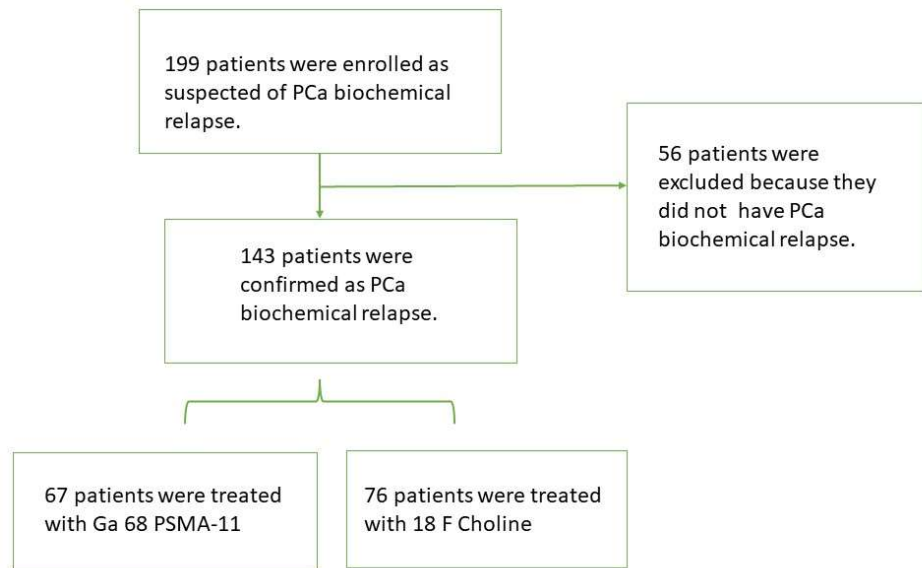 199 patients were enrolled as
suspected of PCa biochemical
relapse.
56 patients were
excluded because they
did not  have PCa
biochemical relapse.
143 patients were
confirmed as PCa
biochemical relapse.
67 patients were treated
with Ga 68 PSMA-11
76 patients were treated
with 18 F Choline